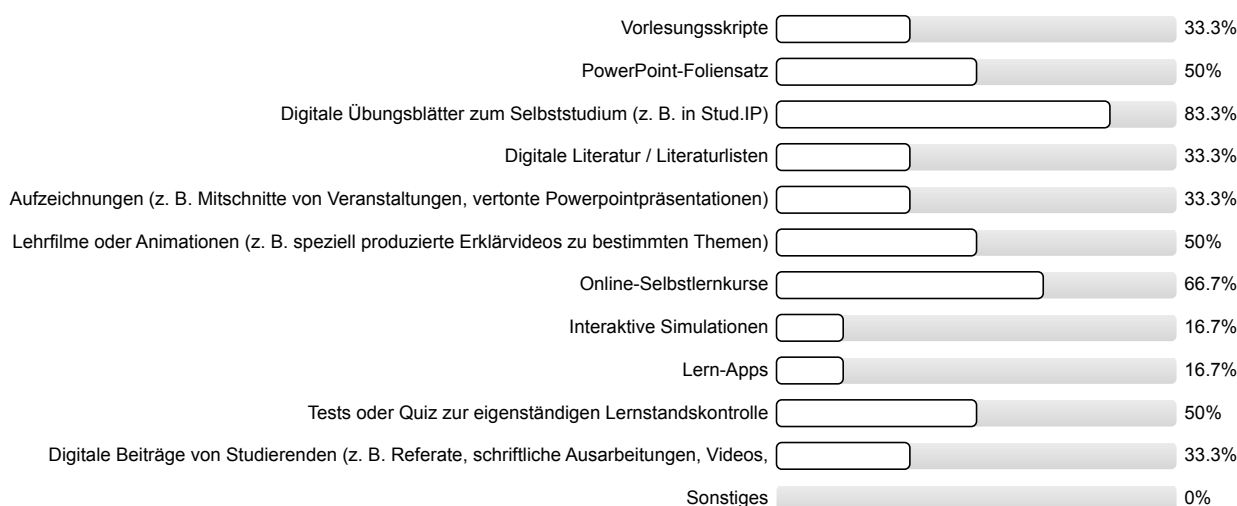 Vorlesungsskripte 33.3%
PowerPoint-Foliensatz 50%
Digitale Übungsblätter zum Selbststudium (z. B. in Stud.IP) 83.3%
Digitale Literatur / Literaturlisten 33.3%
Aufzeichnungen (z. B. Mitschnitte von Veranstaltungen, vertonte Powerpointpräsentationen) 33.3%
Lehrfilme oder Animationen (z. B. speziell produzierte Erklärvideos zu bestimmten Themen) 50%
Online-Selbstlernkurse 66.7%
Interaktive Simulationen 16.7%
Lern-Apps 16.7%
Tests oder Quiz zur eigenständigen Lernstandskontrolle 50%
Digitale Beiträge von Studierenden (z. B. Referate, schriftliche Ausarbeitungen, Videos, 33.3%
Sonstiges 0%